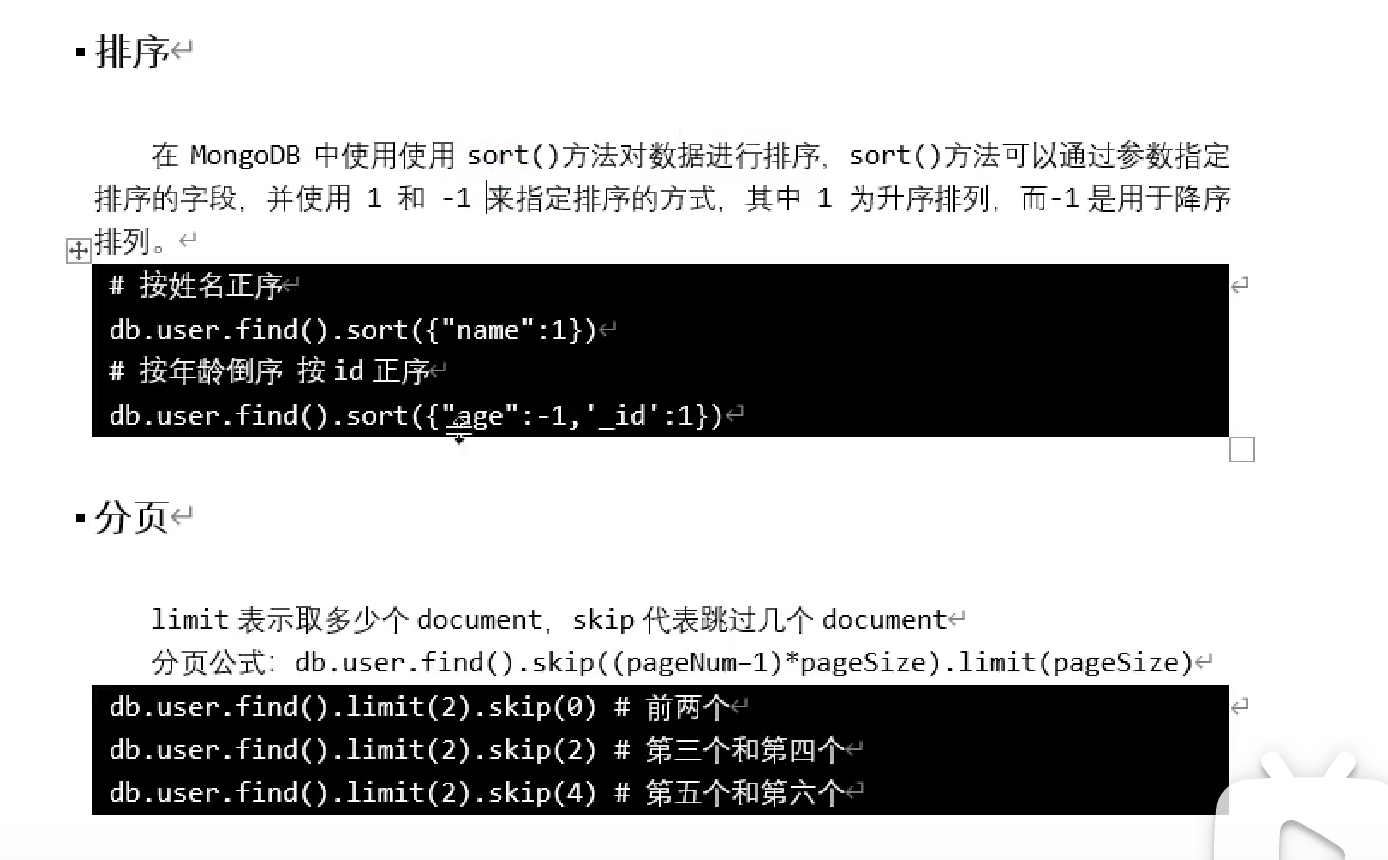 排序
在 MongoDB 中使用使用 sort()方法对数据进行排序，sort()方法可以通过参数指定
排序的字段，并使用 1 和 -1 来指定排序的方式，其中 1 为升序排列，而-1 是用于降序
排列。
# 按姓名正序
db.user.find().sort({"name":1})
# 按年龄倒序 按 id 正序
db.user.find().sort({"age":-1,'_id':1})
分页
limit 表示取多少个 document，skip 代表跳过几个 document
分页公式：db.user.find().skip((pageNum-1)*pageSize).limit(pageSize)
db.user.find().limit(2).skip(0) # 前两个
db.user.find().limit(2).skip(2) # 第三个和第四个
db.user.find().limit(2).skip(4) # 第五个和第六个